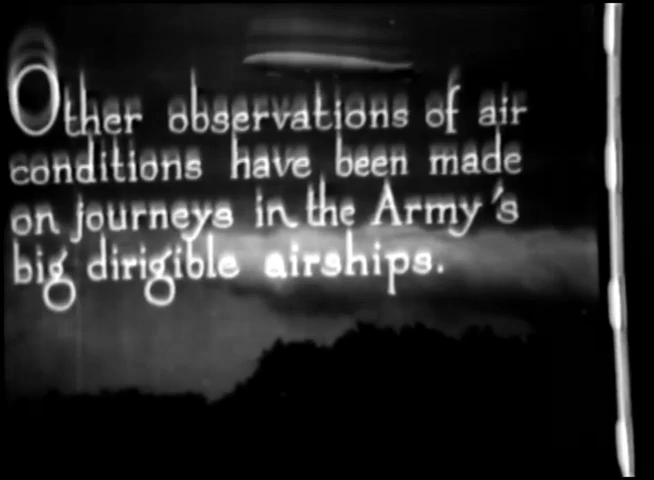 Other observations of air
conditions have been made
on journeys in the Army's
big dirigible airships.